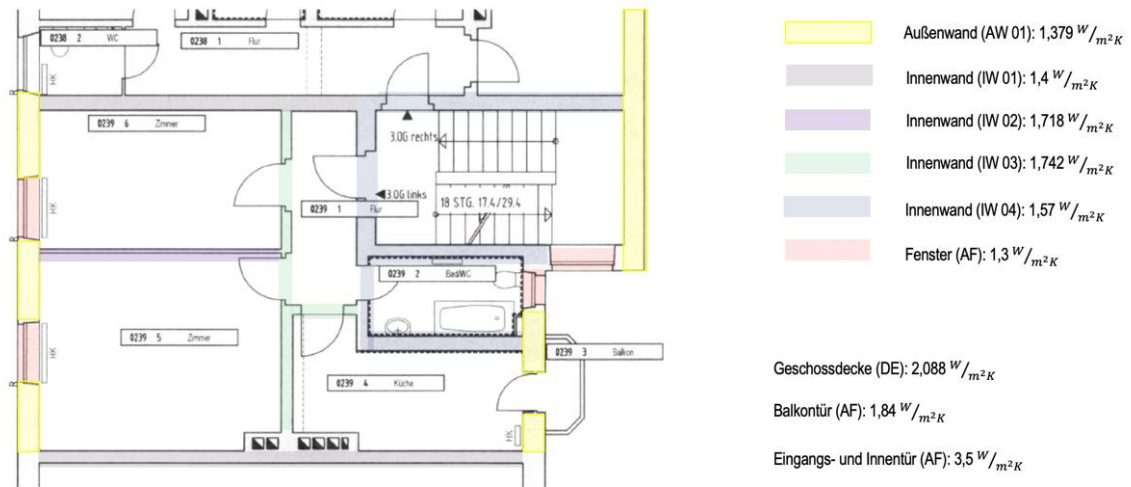 0238 2 WC
0238 1 Flur
HK
0239 6 Zimmer
3.OG rechts
HK
3.OG links
0239 1 Flur
18 STG. 17.4/29.4
0239 2 Bad/WC
0239 5 Zimmer
HK
0239 3 Balkon
0239 4 Küche
HK
Außenwand (AW 01): 1,379 W/m²K
Innenwand (IW 01): 1,4 W/m²K
Innenwand (IW 02): 1,718 W/m²K
Innenwand (IW 03): 1,742 W/m²K
Innenwand (IW 04): 1,57 W/m²K
Fenster (AF): 1,3 W/m²K
Geschossdecke (DE): 2,088 W/m²K
Balkontür (AF): 1,84 W/m²K
Eingangs- und Innentür (AF): 3,5 W/m²K